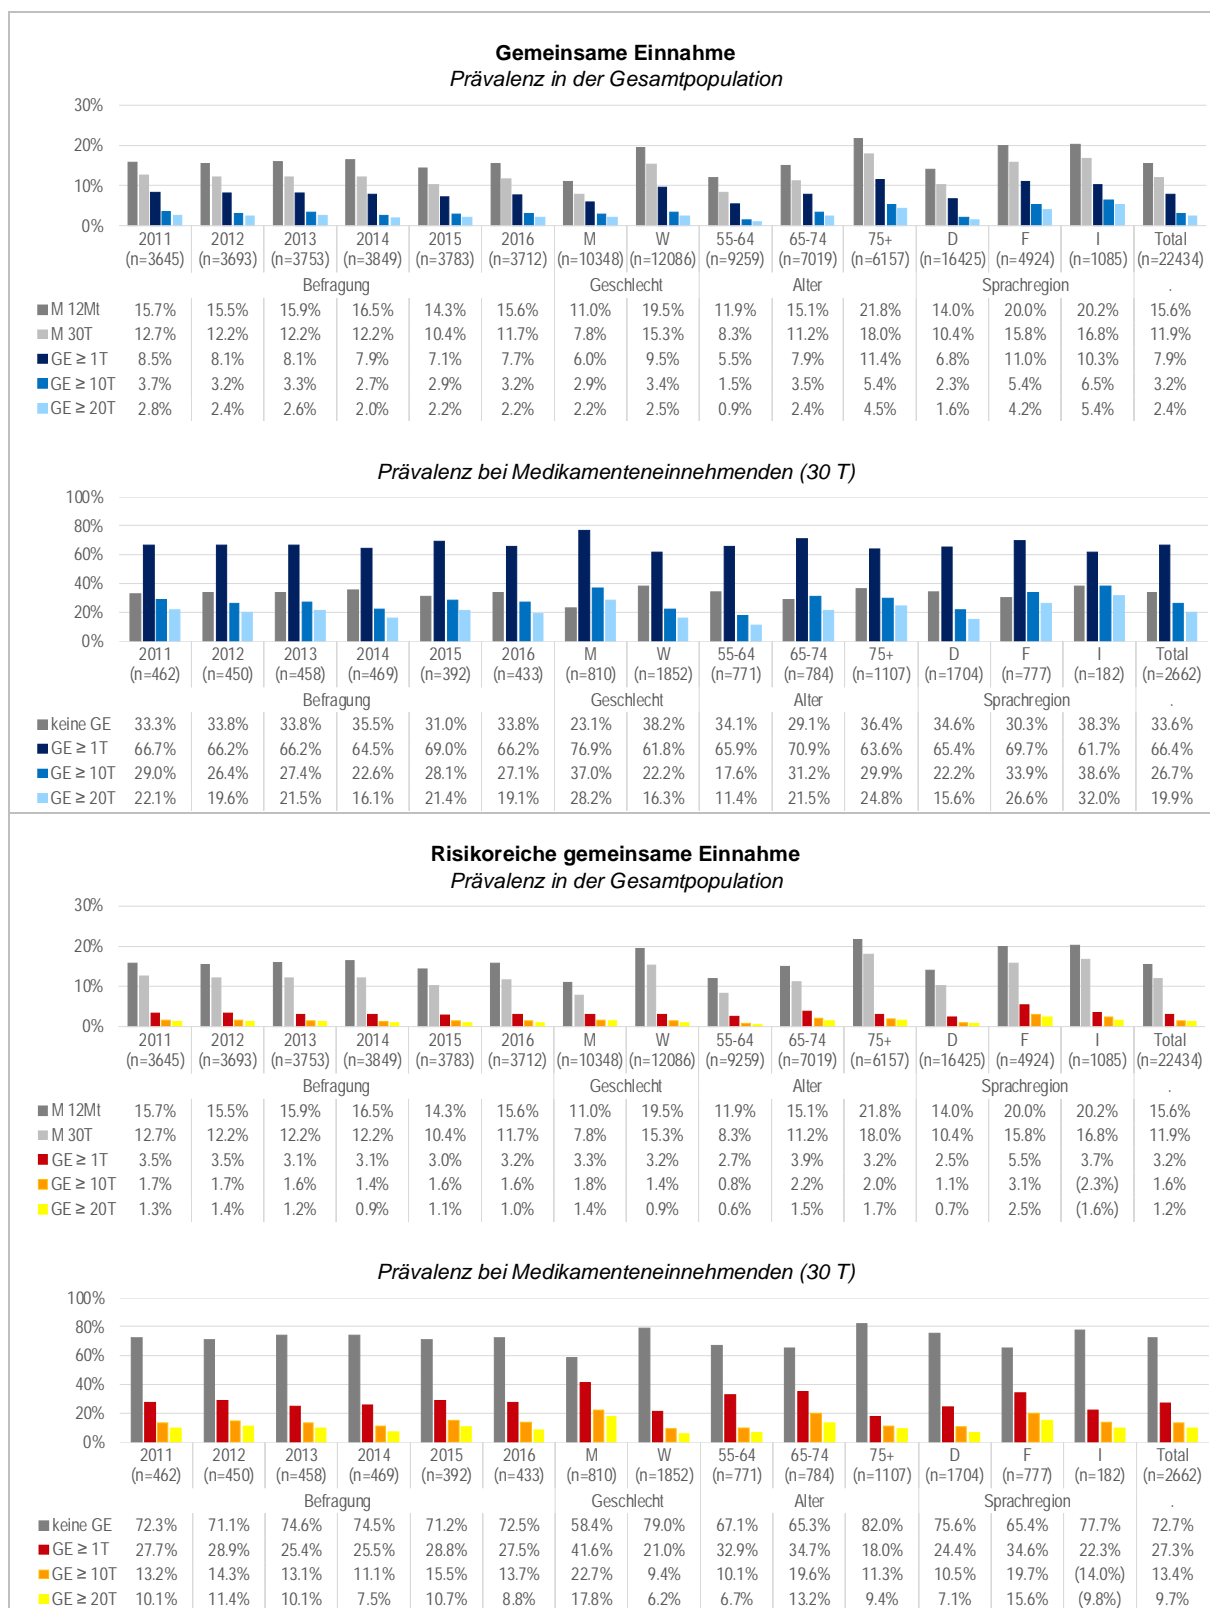 Gemeinsame Einnahme
Prävalenz in der Gesamtpopulation
30%
20%
10%
0%
2011 2012 2013 2014 2015 2016 M W 55-64 65-74 75+ D F I Total
(n=3645) (n=3693) (n=3753) (n=3849) (n=3783) (n=3712) (n=10348) (n=12086) (n=9259) (n=7019) (n=6157) (n=16425) (n=4924) (n=1085) (n=22434)
Befragung Geschlecht Alter Sprachregion .
M 12Mt 15.7% 15.5% 15.9% 16.5% 14.3% 15.6% 11.0% 19.5% 11.9% 15.1% 21.8% 14.0% 20.0% 20.2% 15.6%
M 30T 12.7% 12.2% 12.2% 12.2% 10.4% 11.7% 7.8% 15.3% 8.3% 11.2% 18.0% 10.4% 15.8% 16.8% 11.9%
GE ≥ 1T 8.5% 8.1% 8.1% 7.9% 7.1% 7.7% 6.0% 9.5% 5.5% 7.9% 11.4% 6.8% 11.0% 10.3% 7.9%
GE ≥ 10T 3.7% 3.2% 3.3% 2.7% 2.9% 3.2% 2.9% 3.4% 1.5% 3.5% 5.4% 2.3% 5.4% 6.5% 3.2%
GE ≥ 20T 2.8% 2.4% 2.6% 2.0% 2.2% 2.2% 2.2% 2.5% 0.9% 2.4% 4.5% 1.6% 4.2% 5.4% 2.4%
Prävalenz bei Medikamenteneinnehmenden (30 T)
100%
80%
60%
40%
20%
0%
2011 2012 2013 2014 2015 2016 M W 55-64 65-74 75+ D F I Total
(n=462) (n=450) (n=458) (n=469) (n=392) (n=433) (n=810) (n=1852) (n=771) (n=784) (n=1107) (n=1704) (n=777) (n=182) (n=2662)
Befragung Geschlecht Alter Sprachregion .
keine GE 33.3% 33.8% 33.8% 35.5% 31.0% 33.8% 23.1% 38.2% 34.1% 29.1% 36.4% 34.6% 30.3% 38.3% 33.6%
GE ≥ 1T 66.7% 66.2% 66.2% 64.5% 69.0% 66.2% 76.9% 61.8% 65.9% 70.9% 63.6% 65.4% 69.7% 61.7% 66.4%
GE ≥ 10T 29.0% 26.4% 27.4% 22.6% 28.1% 27.1% 37.0% 22.2% 17.6% 31.2% 29.9% 22.2% 33.9% 38.6% 26.7%
GE ≥ 20T 22.1% 19.6% 21.5% 16.1% 21.4% 19.1% 28.2% 16.3% 11.4% 21.5% 24.8% 15.6% 26.6% 32.0% 19.9%
Risikoreiche gemeinsame Einnahme
Prävalenz in der Gesamtpopulation
30%
20%
10%
0%
2011 2012 2013 2014 2015 2016 M W 55-64 65-74 75+ D F I Total
(n=3645) (n=3693) (n=3753) (n=3849) (n=3783) (n=3712) (n=10348) (n=12086) (n=9259) (n=7019) (n=6157) (n=16425) (n=4924) (n=1085) (n=22434)
Befragung Geschlecht Alter Sprachregion .
M 12Mt 15.7% 15.5% 15.9% 16.5% 14.3% 15.6% 11.0% 19.5% 11.9% 15.1% 21.8% 14.0% 20.0% 20.2% 15.6%
M 30T 12.7% 12.2% 12.2% 12.2% 10.4% 11.7% 7.8% 15.3% 8.3% 11.2% 18.0% 10.4% 15.8% 16.8% 11.9%
GE ≥ 1T 3.5% 3.5% 3.1% 3.1% 3.0% 3.2% 3.3% 3.2% 2.7% 3.9% 3.2% 2.5% 5.5% 3.7% 3.2%
GE ≥ 10T 1.7% 1.7% 1.6% 1.4% 1.6% 1.6% 1.8% 1.4% 0.8% 2.2% 2.0% 1.1% 3.1% (2.3%) 1.6%
GE ≥ 20T 1.3% 1.4% 1.2% 0.9% 1.1% 1.0% 1.4% 0.9% 0.6% 1.5% 1.7% 0.7% 2.5% (1.6%) 1.2%
Prävalenz bei Medikamenteneinnehmenden (30 T)
100%
80%
60%
40%
20%
0%
2011 2012 2013 2014 2015 2016 M W 55-64 65-74 75+ D F I Total
(n=462) (n=450) (n=458) (n=469) (n=392) (n=433) (n=810) (n=1852) (n=771) (n=784) (n=1107) (n=1704) (n=777) (n=182) (n=2662)
Befragung Geschlecht Alter Sprachregion .
keine GE 72.3% 71.1% 74.6% 74.5% 71.2% 72.5% 58.4% 79.0% 67.1% 65.3% 82.0% 75.6% 65.4% 77.7% 72.7%
GE ≥ 1T 27.7% 28.9% 25.4% 25.5% 28.8% 27.5% 41.6% 21.0% 32.9% 34.7% 18.0% 24.4% 34.6% 22.3% 27.3%
GE ≥ 10T 13.2% 14.3% 13.1% 11.1% 15.5% 13.7% 22.7% 9.4% 10.1% 19.6% 11.3% 10.5% 19.7% (14.0%) 13.4%
GE ≥ 20T 10.1% 11.4% 10.1% 7.5% 10.7% 8.8% 17.8% 6.2% 6.7% 13.2% 9.4% 7.1% 15.6% (9.8%) 9.7%